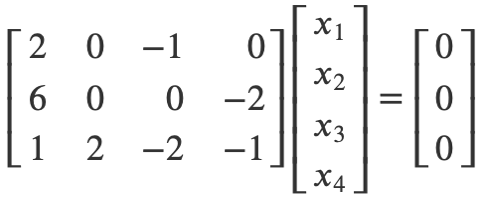 [2 0 −1 0; 6 0 0 −2; 1 2 −2 −1] [x₁; x₂; x₃; x₄] = [0; 0; 0]